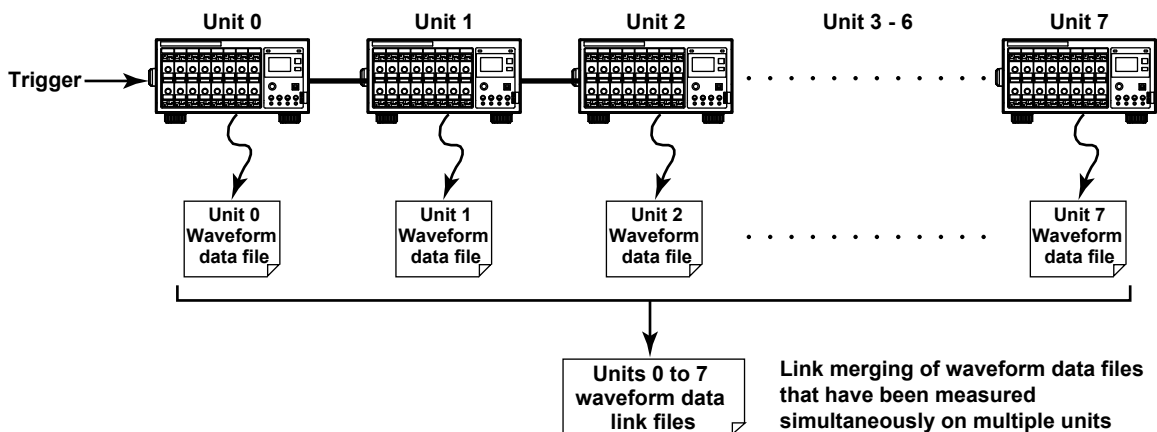 Unit 0
Unit 1
Unit 2
Unit 3 - 6
Unit 7
Trigger
Unit 0
Waveform
data file
Unit 1
Waveform
data file
Unit 2
Waveform
data file
Unit 7
Waveform
data file
Units 0 to 7
waveform data
link files
Link merging of waveform data files
that have been measured
simultaneously on multiple units